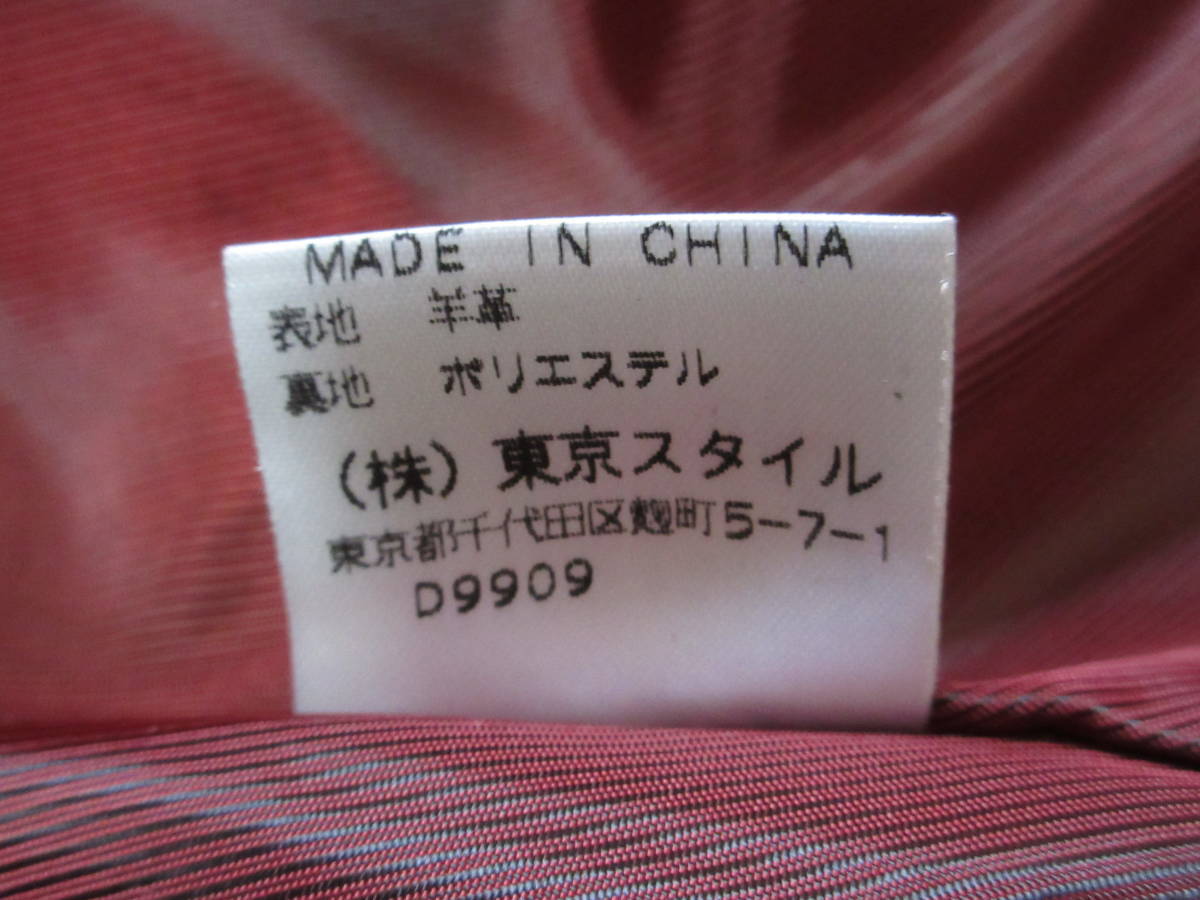 MADE IN CHINA
表地 羊革
裏地 ポリエステル
(株)東京スタイル
東京都千代田区麹町5-7-1
D9909